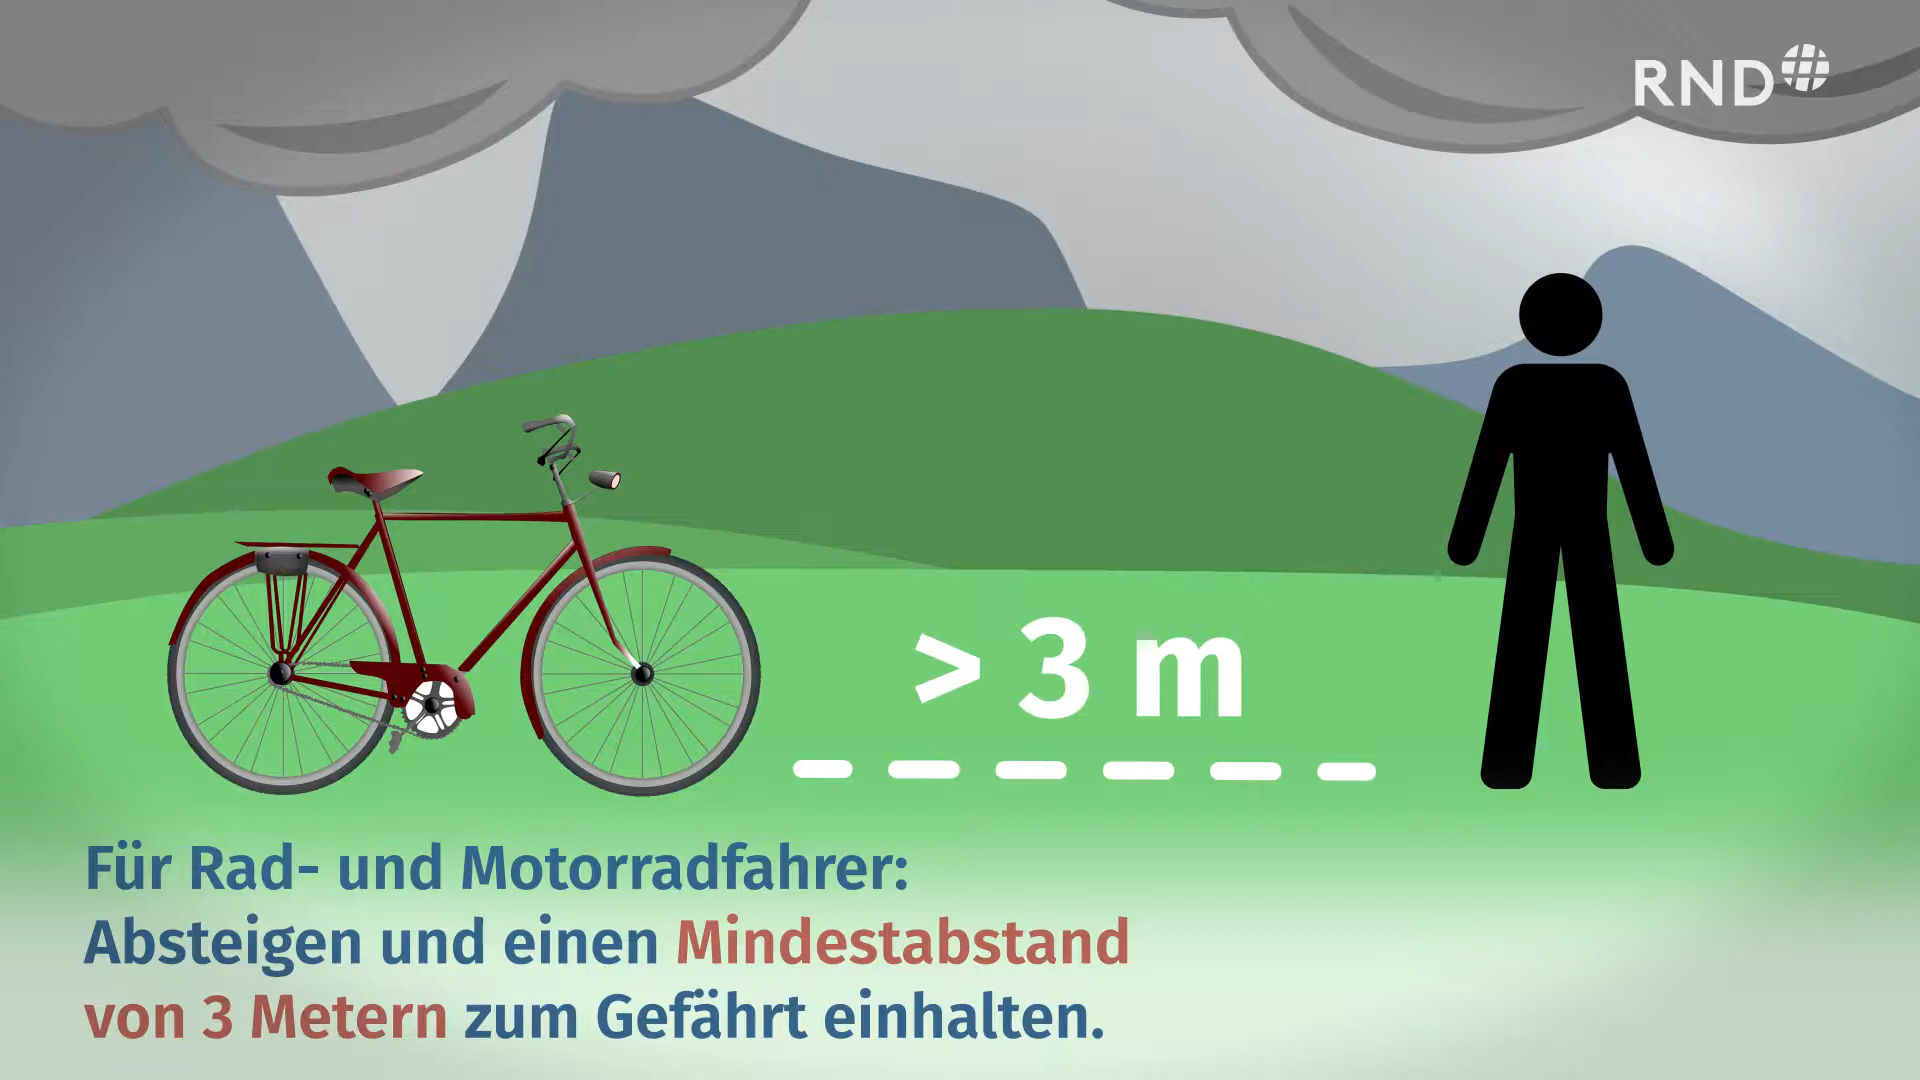 RND
> 3 m
Für Rad- und Motorradfahrer:
Absteigen und einen Mindestabstand
von 3 Metern zum Gefährt einhalten.